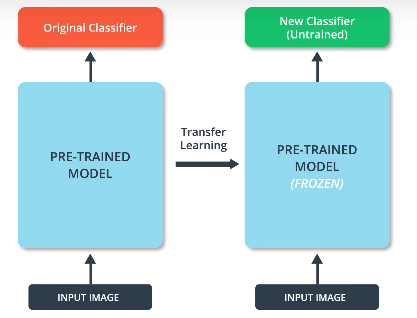 Original Classifier
New Classifier
(Untrained)
PRE-TRAINED
MODEL
Transfer
Learning
PRE-TRAINED
MODEL
(FROZEN)
INPUT IMAGE
INPUT IMAGE